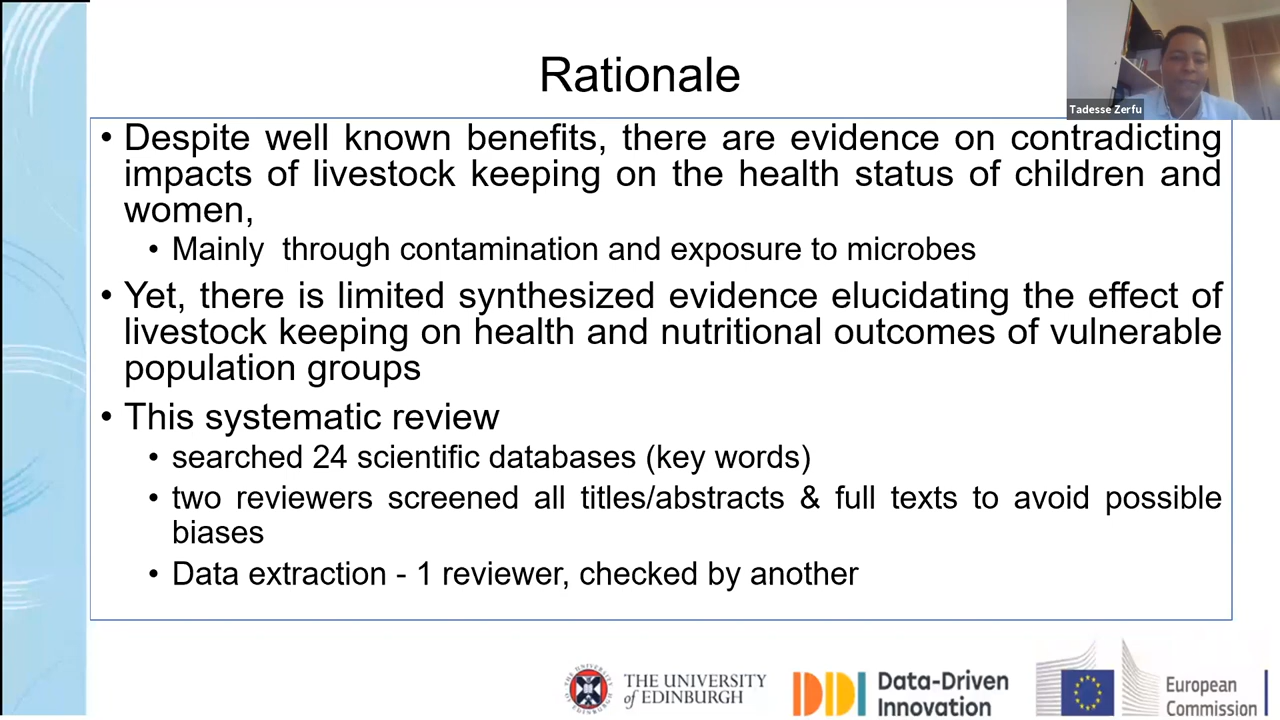 Rationale
Tadesse Zerfu
• Despite well known benefits, there are evidence on contradicting
impacts of livestock keeping on the health status of children and
women,
• Mainly through contamination and exposure to microbes
• Yet, there is limited synthesized evidence elucidating the effect of
livestock keeping on health and nutritional outcomes of vulnerable
population groups
• This systematic review
• searched 24 scientific databases (key words)
• two reviewers screened all titles/abstracts & full texts to avoid possible
biases
• Data extraction - 1 reviewer, checked by another
THE UNIVERSITY
of EDINBURGH
DDI
Data-Driven
Innovation
European
Commission